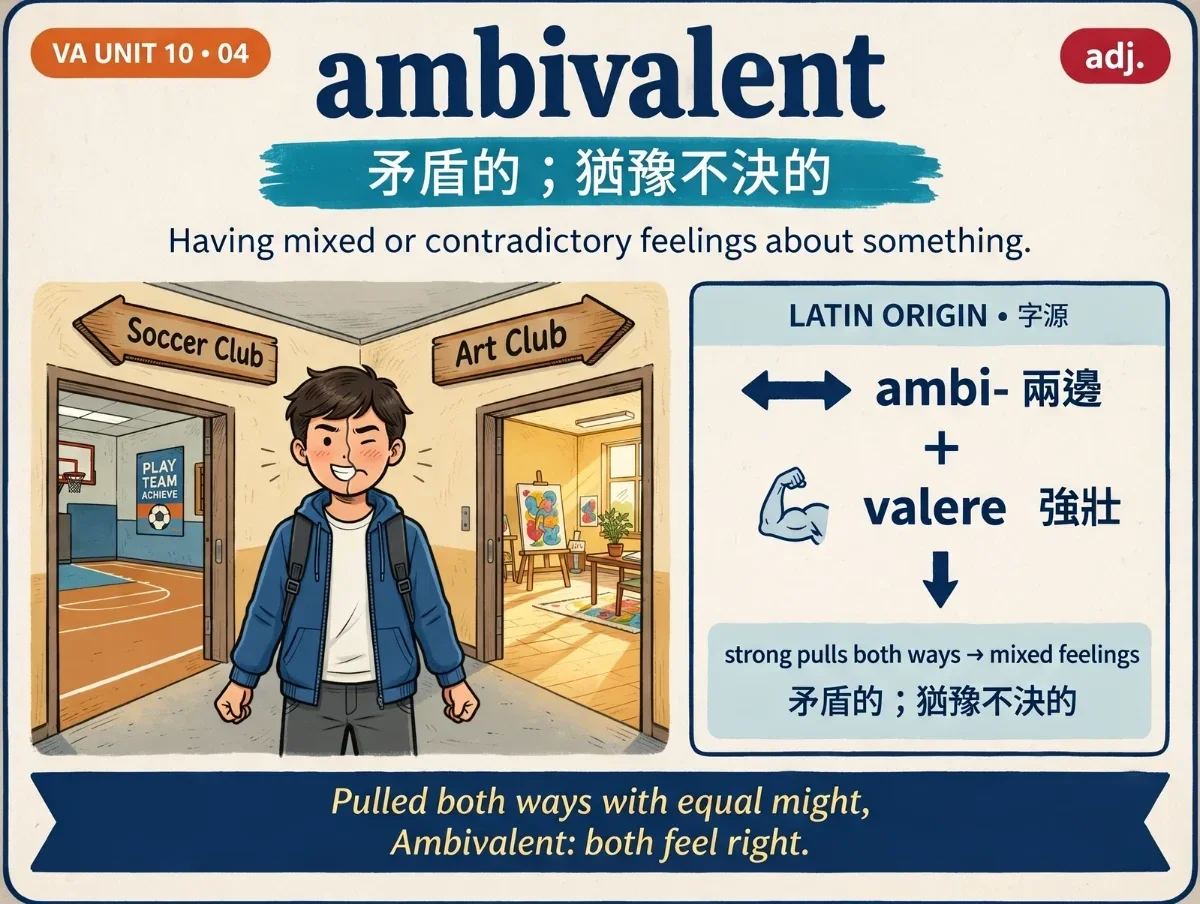 VA UNIT 10 • 04
ambivalent
adj.
矛盾的；猶豫不決的
Having mixed or contradictory feelings about something.
Soccer Club
Art Club
PLAY
TEAM
ACHIEVE
LATIN ORIGIN • 字源
ambi- 兩邊
+
valere 強壯
strong pulls both ways → mixed feelings
矛盾的；猶豫不決的
Pulled both ways with equal might,
Ambivalent: both feel right.